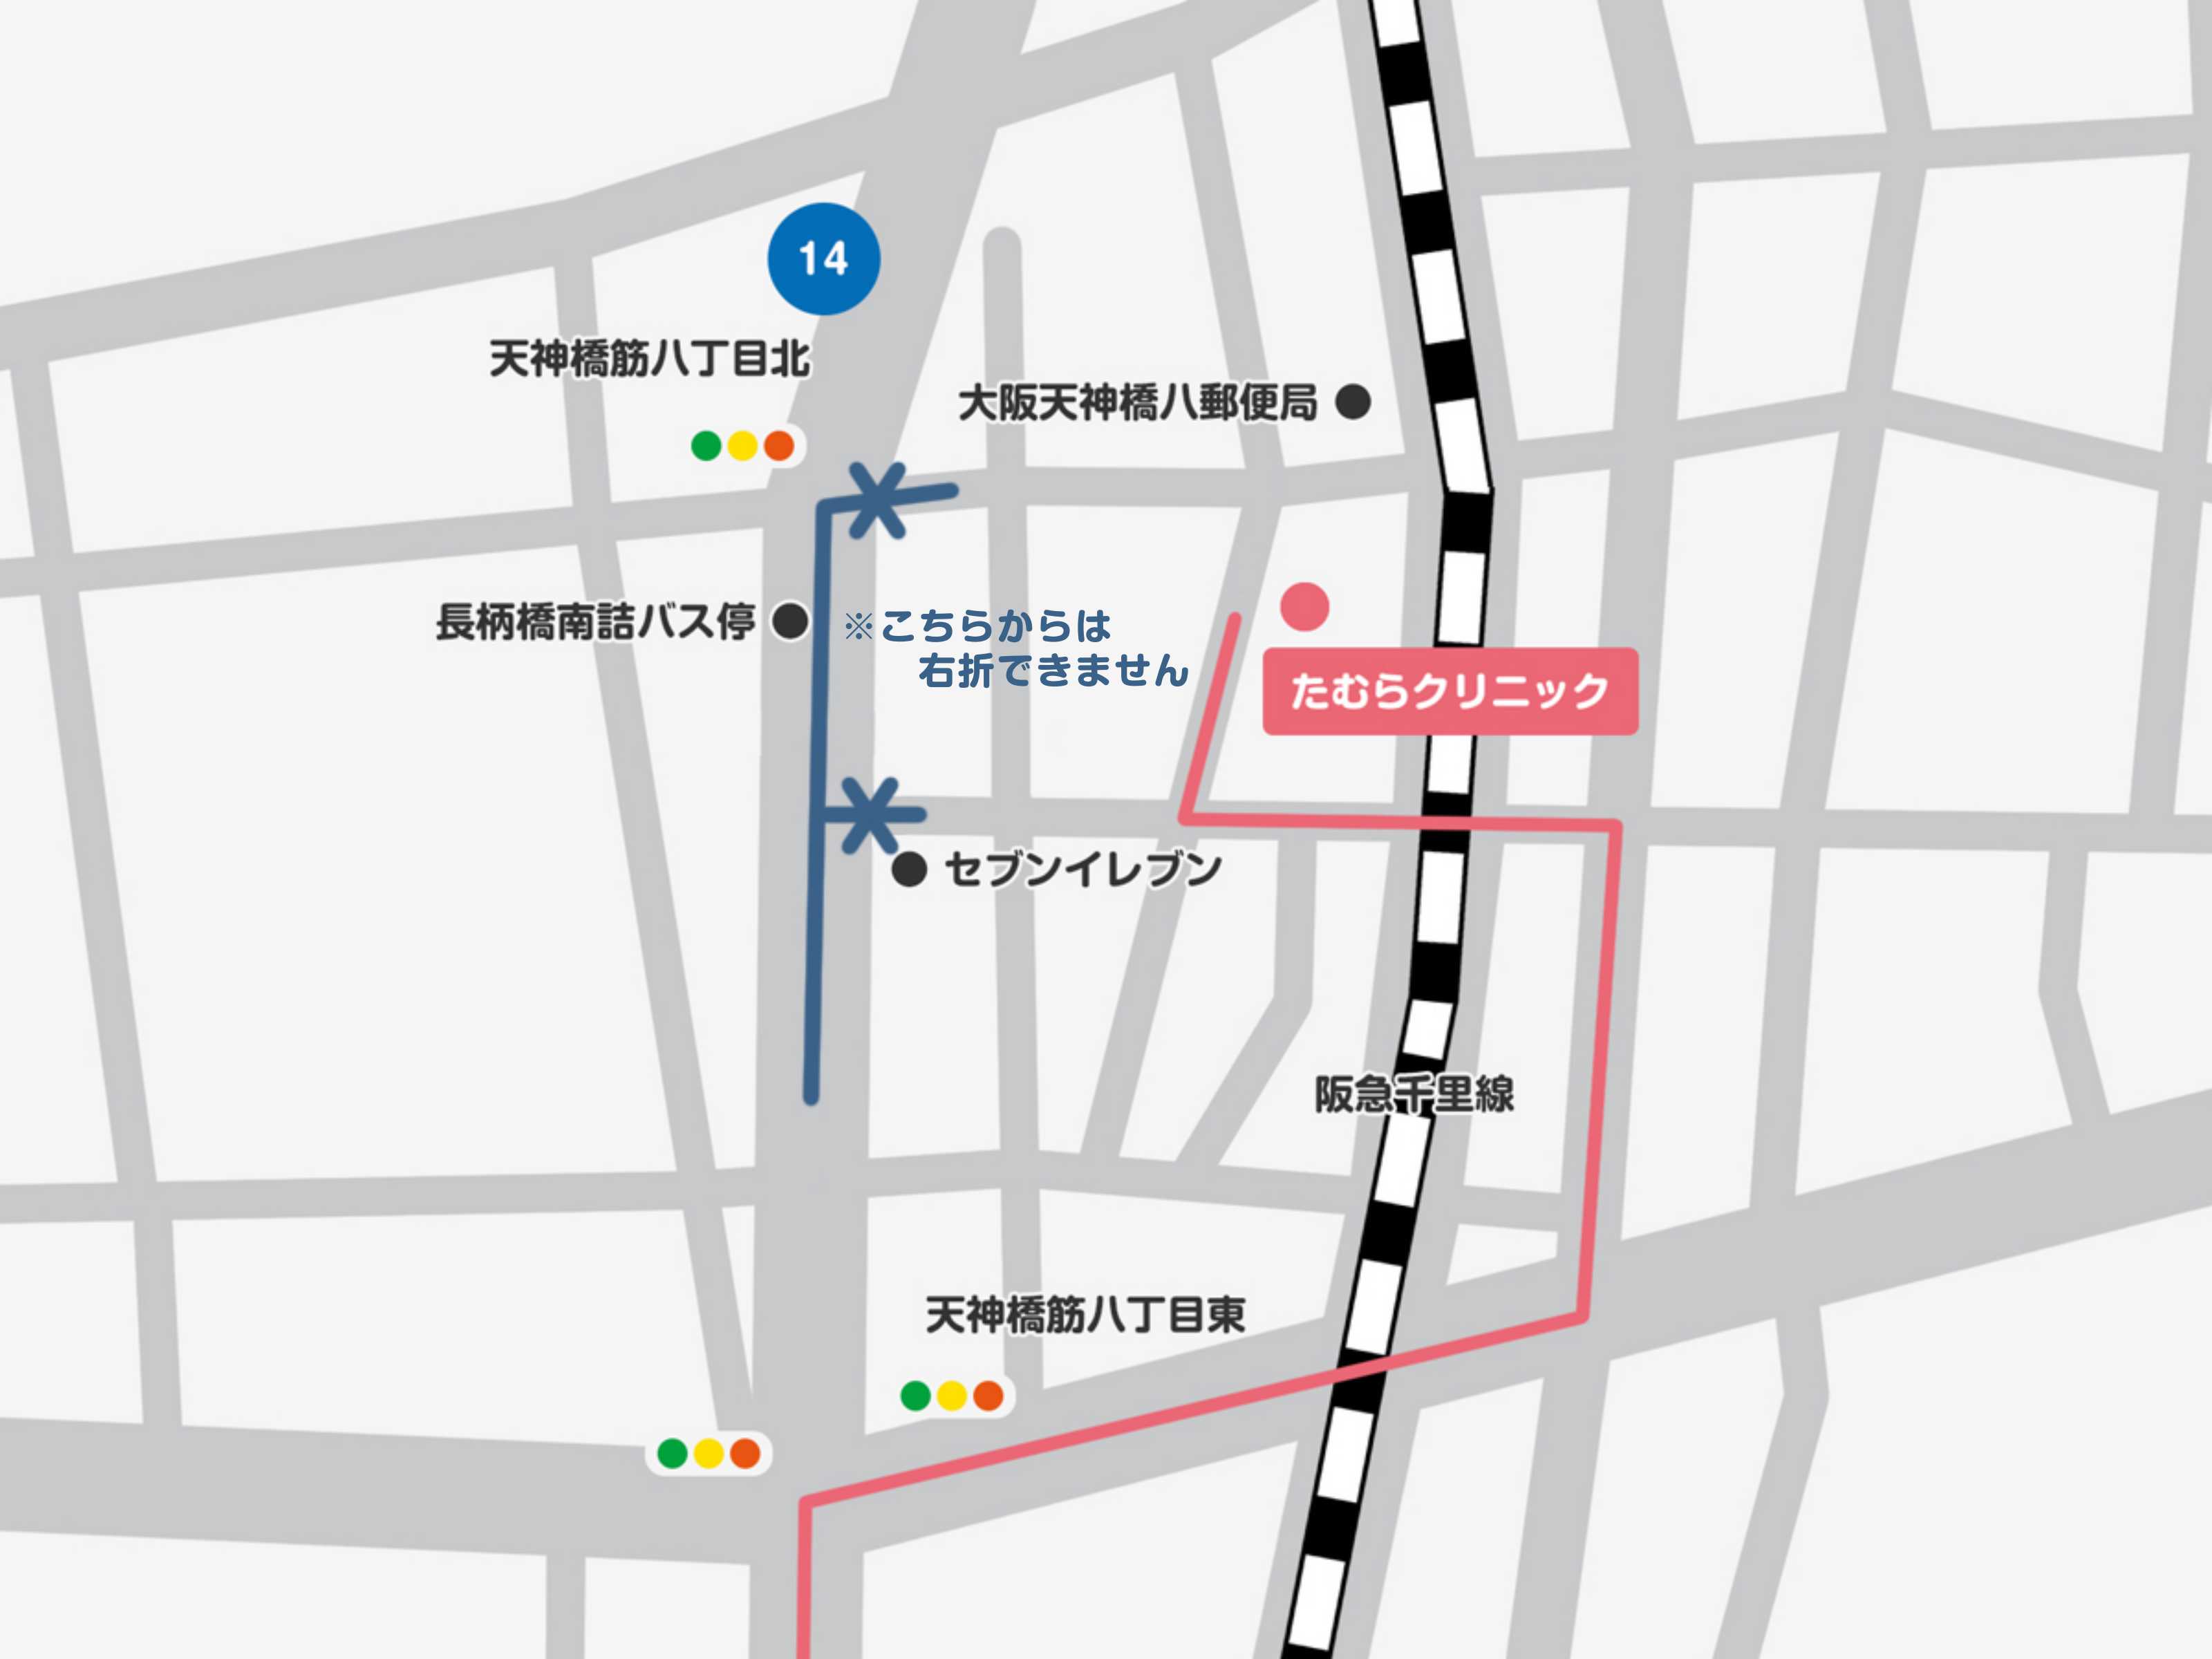 14
天神橋筋八丁目北
大阪天神橋八郵便局
長柄橋南詰バス停
※こちらからは
右折できません
たむらクリニック
セブンイレブン
阪急千里線
天神橋筋八丁目東